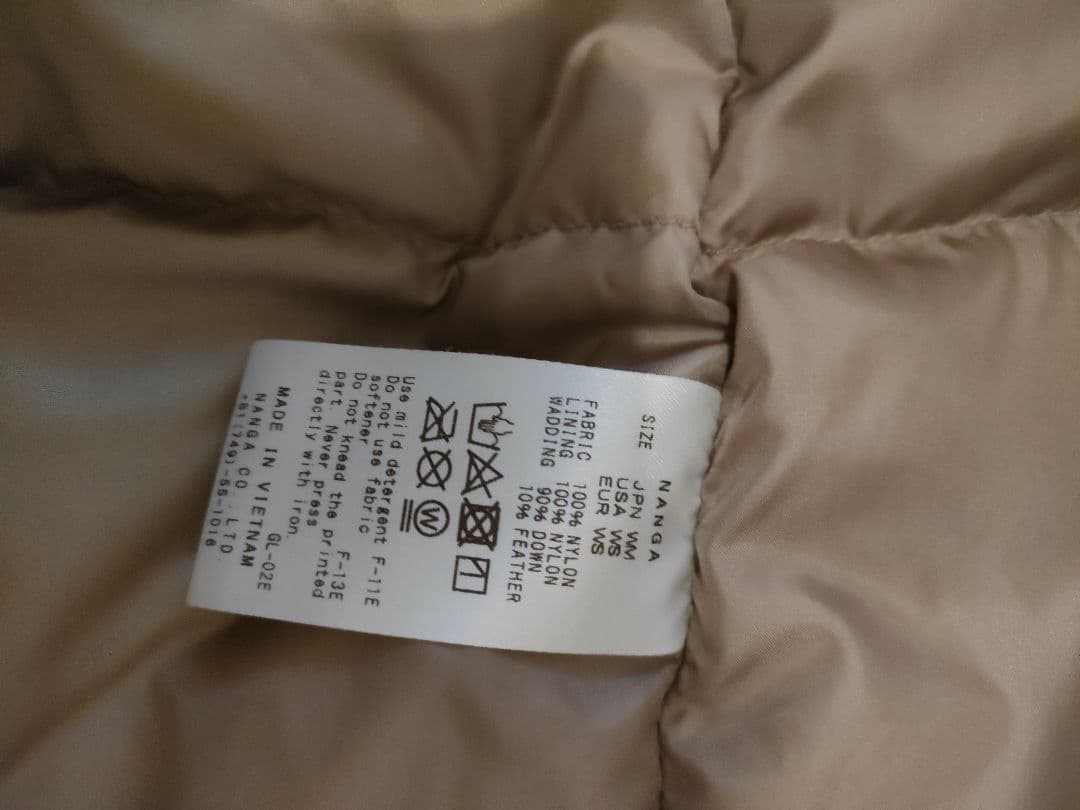 NANGA
SIZE JPN WM
USA WS
EUR WS
FABRIC 100% NYLON
LINING 100% NYLON
WADDING 90% DOWN
10% FEATHER
W
Use mild detergent F-11E
Do not use fabric
softener F-13E
Do not knead the printed
part. Never press
directly with iron.
GL-02E
MADE IN VIETNAM
NANGA CO., LTD.
+81(749)-55-1016